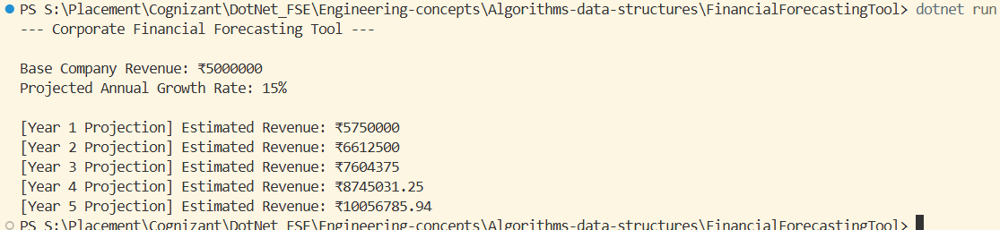 PS S:\Placement\Cognizant\DotNet_FSE\Engineering-concepts\Algorithms-data-structures\FinancialForecastingTool> dotnet run
--- Corporate Financial Forecasting Tool ---
Base Company Revenue: ₹5000000
Projected Annual Growth Rate: 15%
[Year 1 Projection] Estimated Revenue: ₹5750000
[Year 2 Projection] Estimated Revenue: ₹6612500
[Year 3 Projection] Estimated Revenue: ₹7604375
[Year 4 Projection] Estimated Revenue: ₹8745031.25
[Year 5 Projection] Estimated Revenue: ₹10056785.94
PS S:\Placement\Cognizant\DotNet_FSE\Engineering-concepts\Algorithms-data-structures\FinancialForecastingTool>